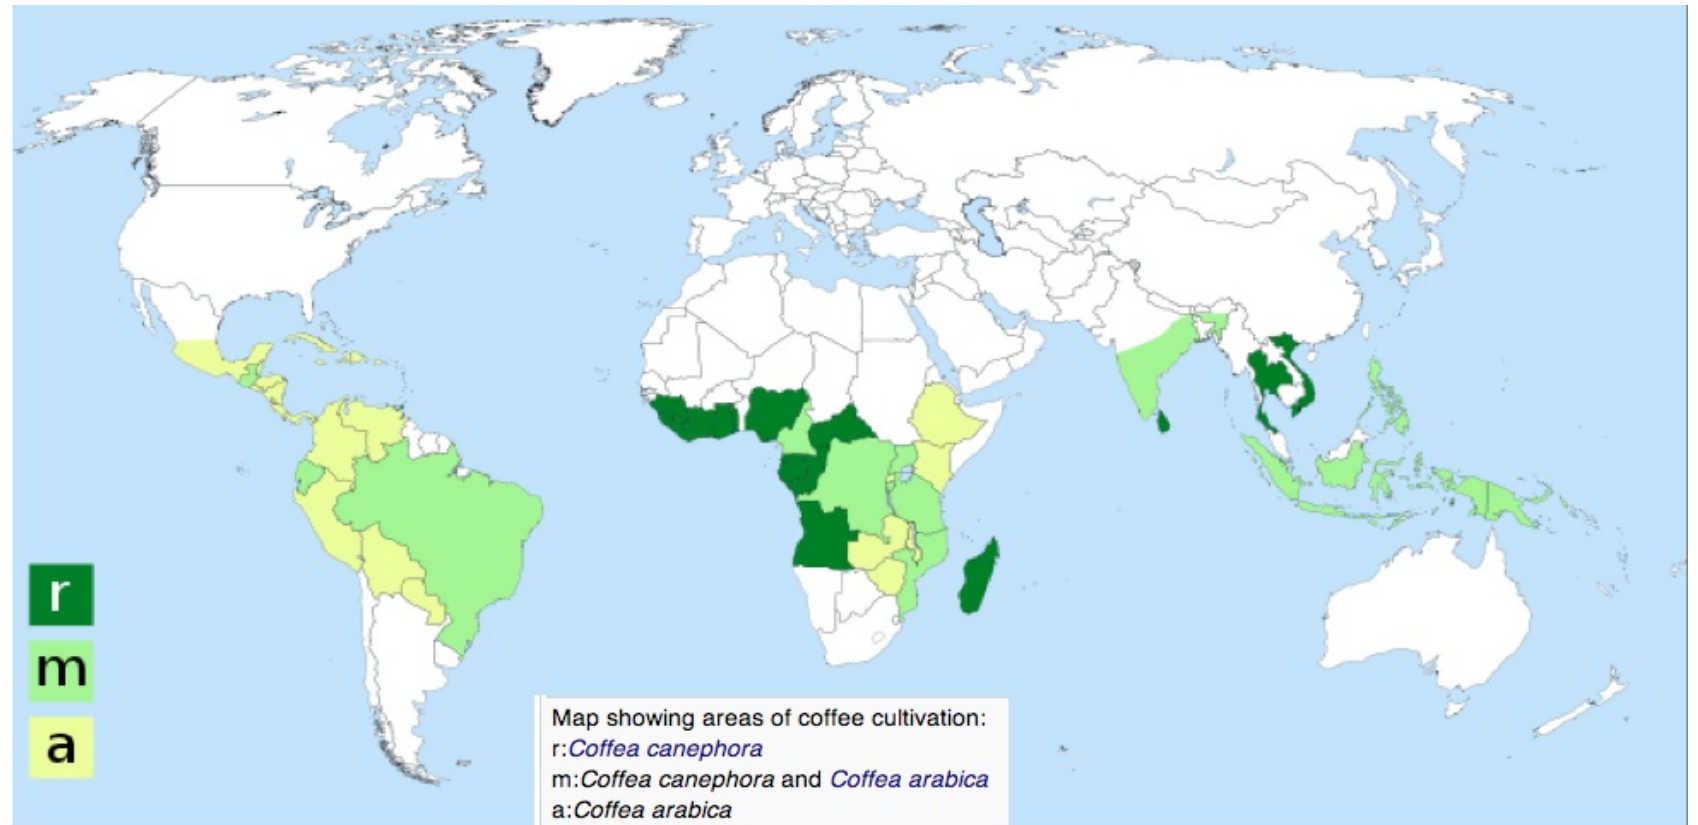 r
m
a
Map showing areas of coffee cultivation:
r:Coffea canephora
m:Coffea canephora and Coffea arabica
a:Coffea arabica